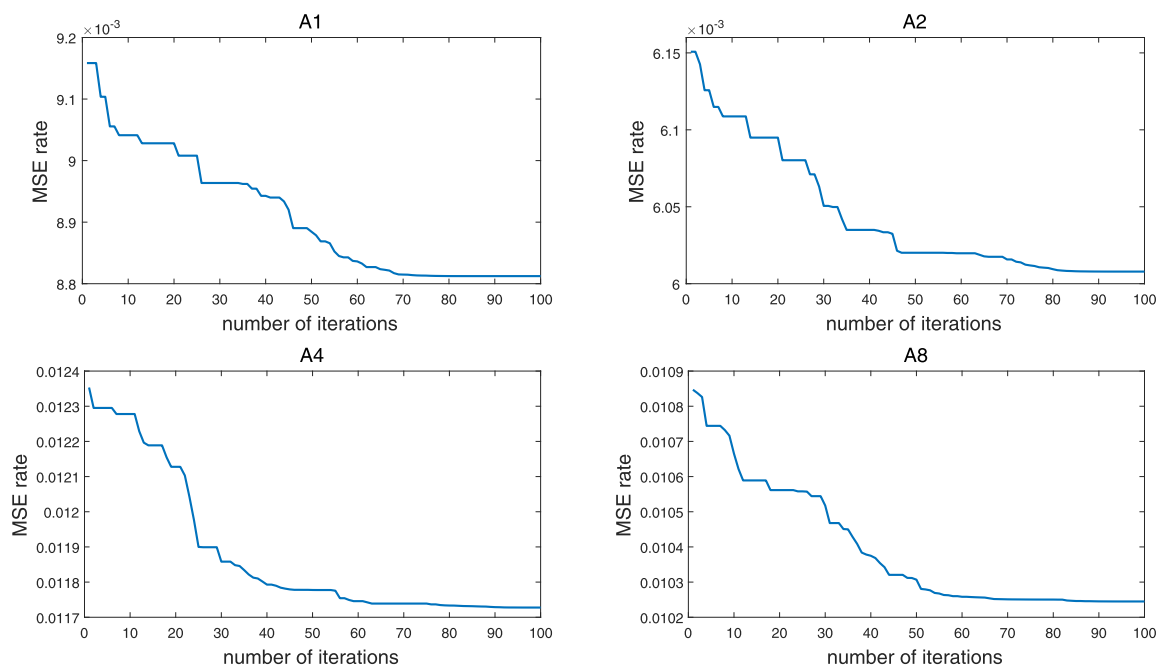 A1
×10-3
9.2
9.1
9
8.9
8.8
MSE rate
0 10 20 30 40 50 60 70 80 90 100
number of iterations
A2
×10-3
6.15
6.1
6.05
6
MSE rate
0 10 20 30 40 50 60 70 80 90 100
number of iterations
A4
0.0124
0.0123
0.0122
0.0121
0.012
0.0119
0.0118
0.0117
MSE rate
0 10 20 30 40 50 60 70 80 90 100
number of iterations
A8
0.0109
0.0108
0.0107
0.0106
0.0105
0.0104
0.0103
0.0102
MSE rate
0 10 20 30 40 50 60 70 80 90 100
number of iterations